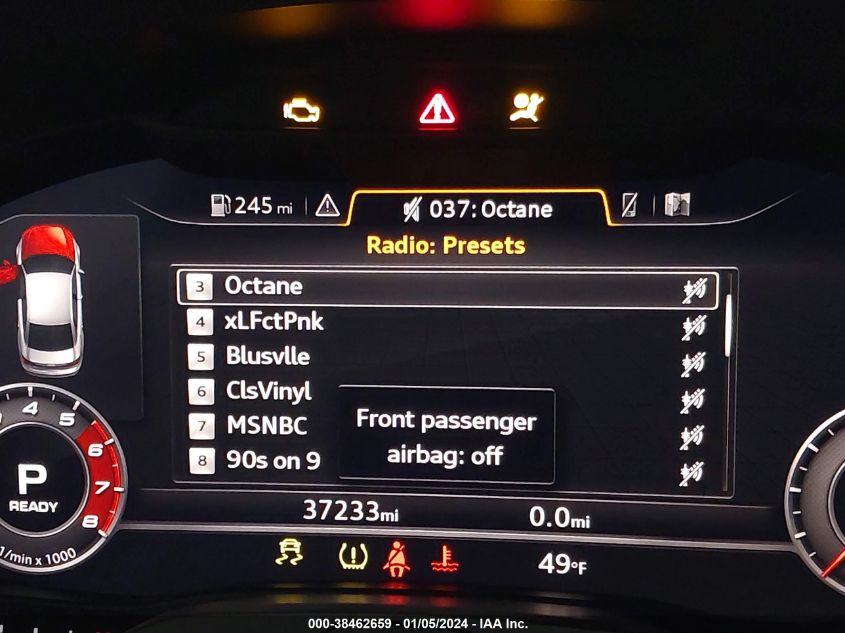 245 mi
037: Octane
Radio: Presets
3 Octane
4 xLFctPnk
5 Blusvlle
6 ClsVinyl
7 MSNBC
8 90s on 9
Front passenger
airbag: off
4
5
6
7
8
P
READY
1/min x 1000
37233mi
0.0mi
49°F
000-38462659 - 01/05/2024 - IAA Inc.